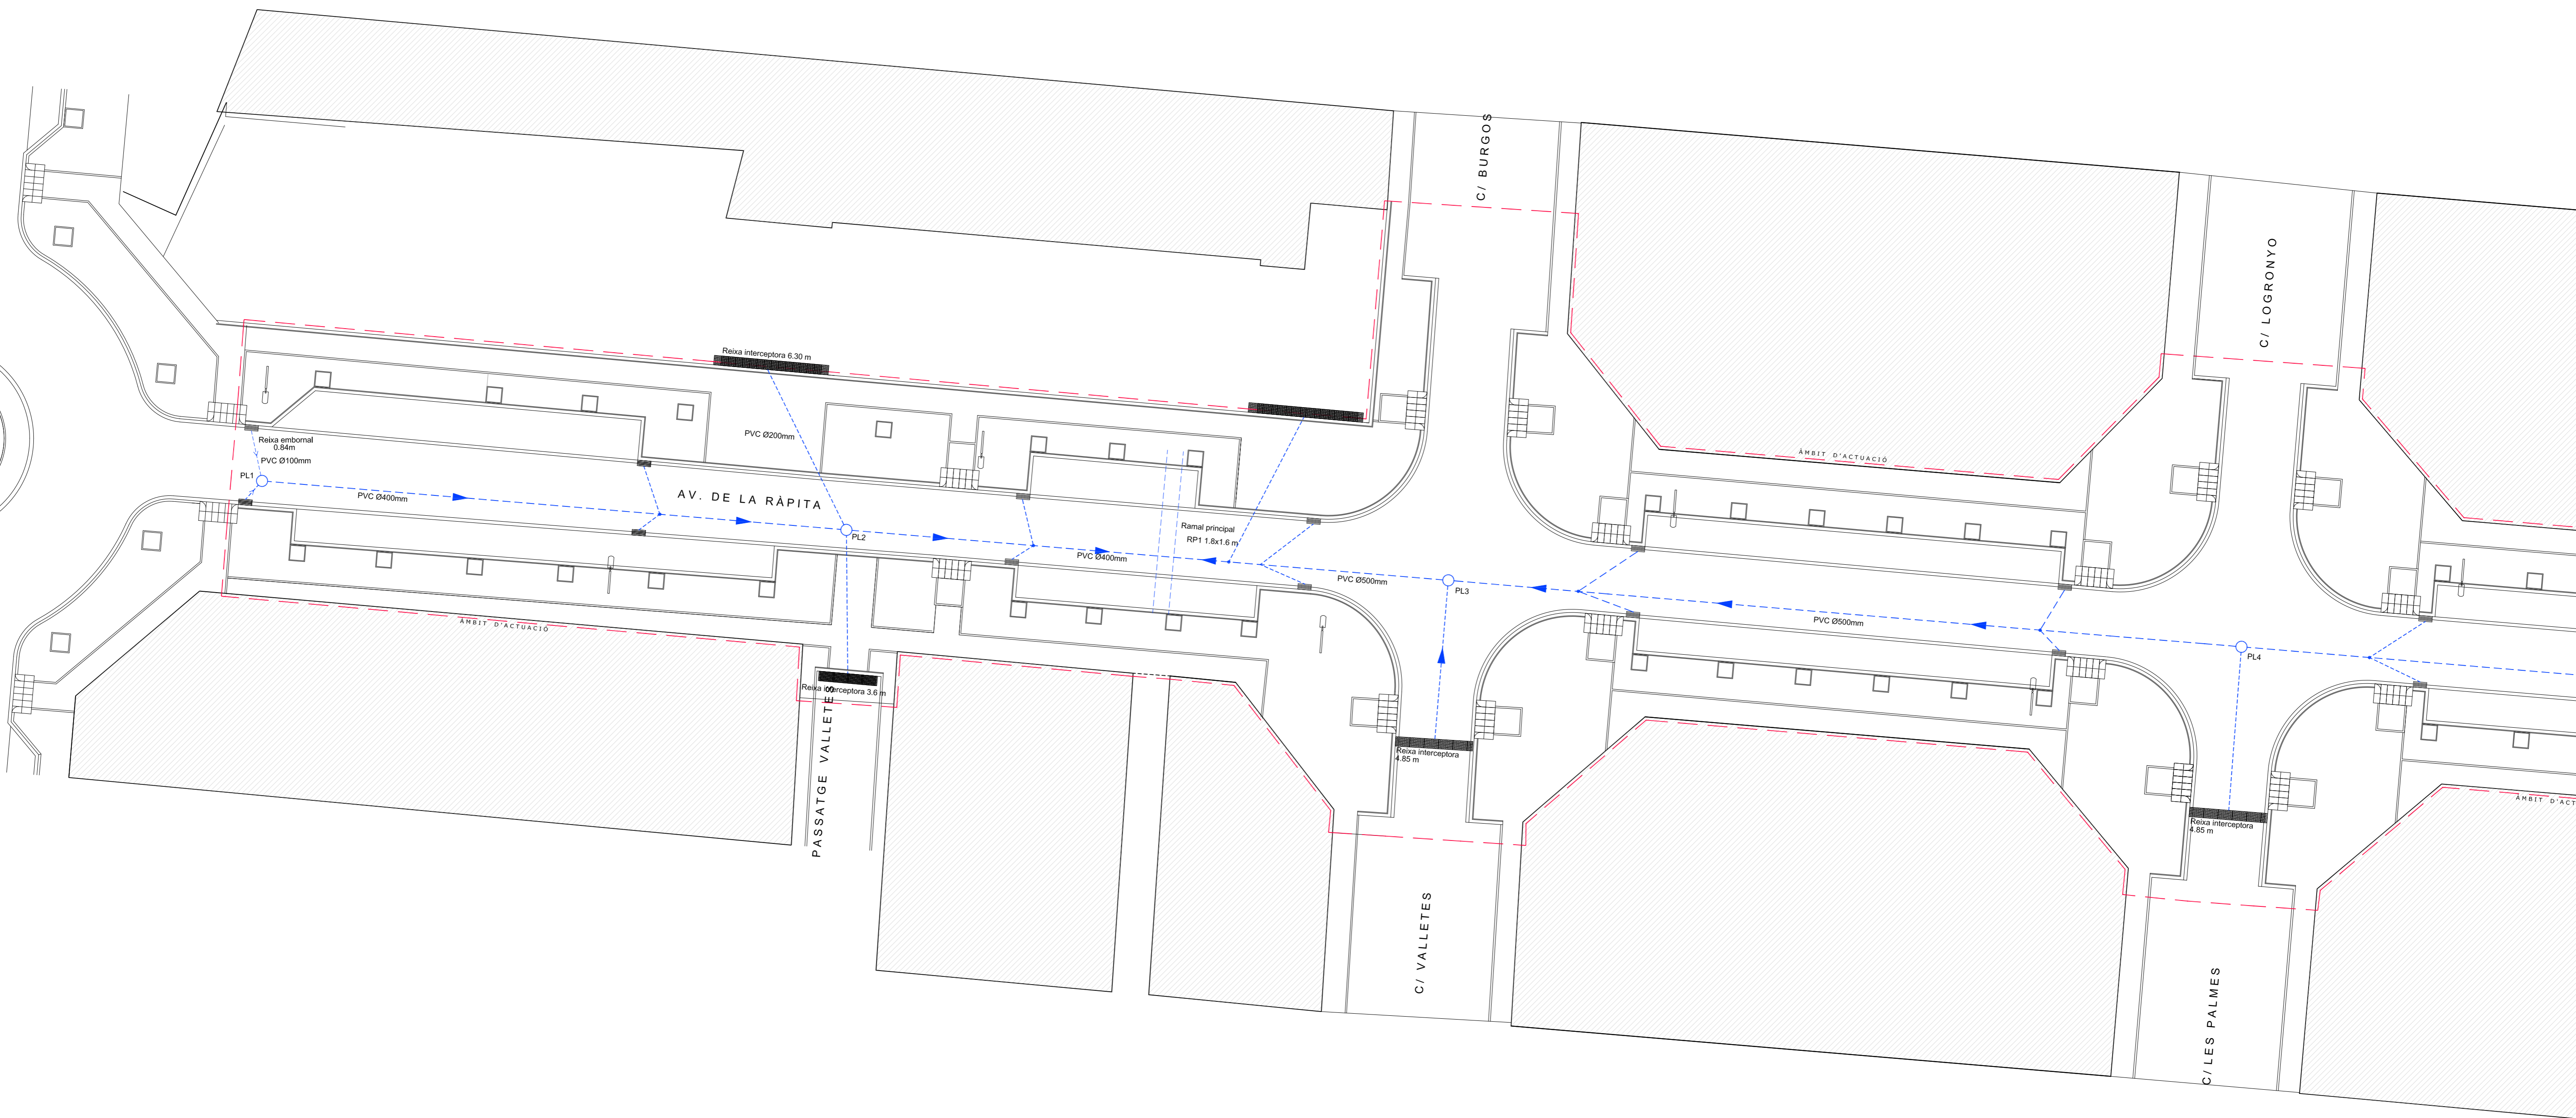 C/ BURGOS
C/ LOGRONYO
Reixa interceptora 6.30 m
Reixa embornal
0.84m
PVC Ø100mm
PL1
PVC Ø400mm
PVC Ø200mm
AV. DE LA RÀPITA
PL2
PVC Ø400mm
Ramal principal
RP1 1.8x1.6 m
PVC Ø500mm
PL3
ÀMBIT D'ACTUACIÓ
PVC Ø500mm
PL4
ÀMBIT D'ACTUACIÓ
Reixa interceptora 3.6 m
PASSATGE VALLETES
Reixa interceptora
4.85 m
Reixa interceptora
4.85 m
ÀMBIT D'ACT
C/ VALLETES
C/ LES PALMES